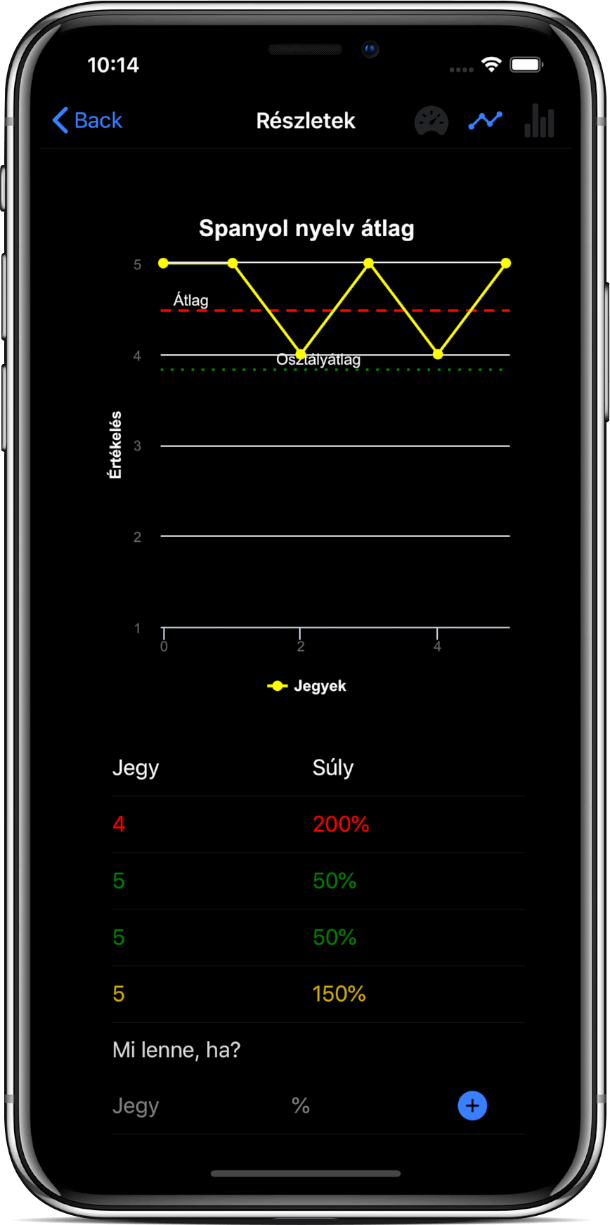 10:14
Back
Részletek
Spanyol nyelv átlag
5
Átlag
4
Osztályátlag
Értékelés
3
2
1
0
2
4
Jegyek
Jegy Súly
4 200%
5 50%
5 50%
5 150%
Mi lenne, ha?
Jegy %